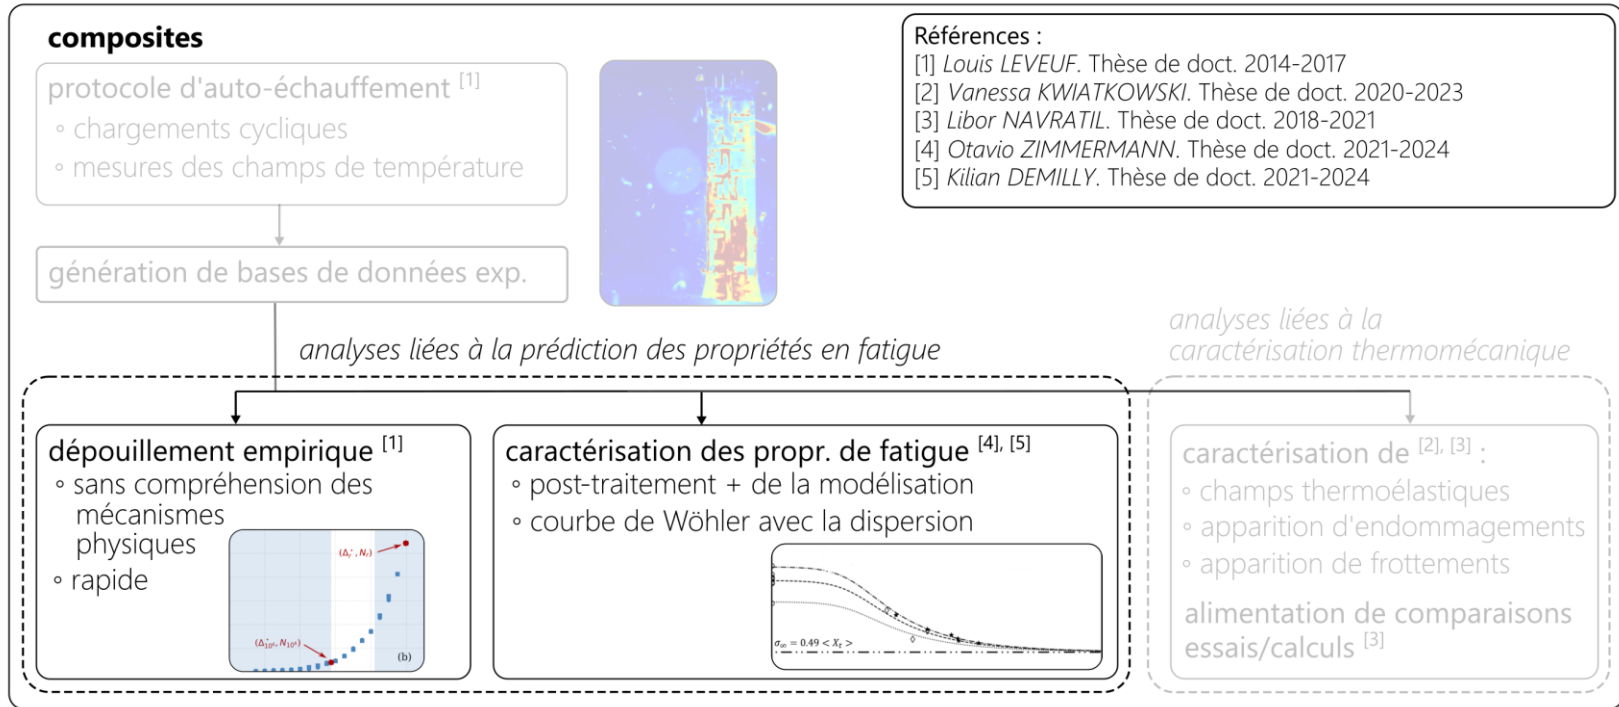 composites
protocole d'auto-échauffement [1]
◦ chargements cycliques
◦ mesures des champs de température
génération de bases de données exp.
Références :
[1] Louis LEVEUF. Thèse de doct. 2014-2017
[2] Vanessa KWIATKOWSKI. Thèse de doct. 2020-2023
[3] Libor NAVRATIL. Thèse de doct. 2018-2021
[4] Otavio ZIMMERMANN. Thèse de doct. 2021-2024
[5] Kilian DEMILLY. Thèse de doct. 2021-2024
analyses liées à la prédiction des propriétés en fatigue
analyses liées à la
caractérisation thermomécanique
dépouillement empirique [1]
◦ sans compréhension des
mécanismes
physiques
◦ rapide
(b)
caractérisation des propr. de fatigue [4], [5]
◦ post-traitement + de la modélisation
◦ courbe de Wöhler avec la dispersion
σ∞ = 0.49 < Xt >
caractérisation de [2], [3] :
◦ champs thermoélastiques
◦ apparition d'endommagements
◦ apparition de frottements
alimentation de comparaisons
essais/calculs [3]